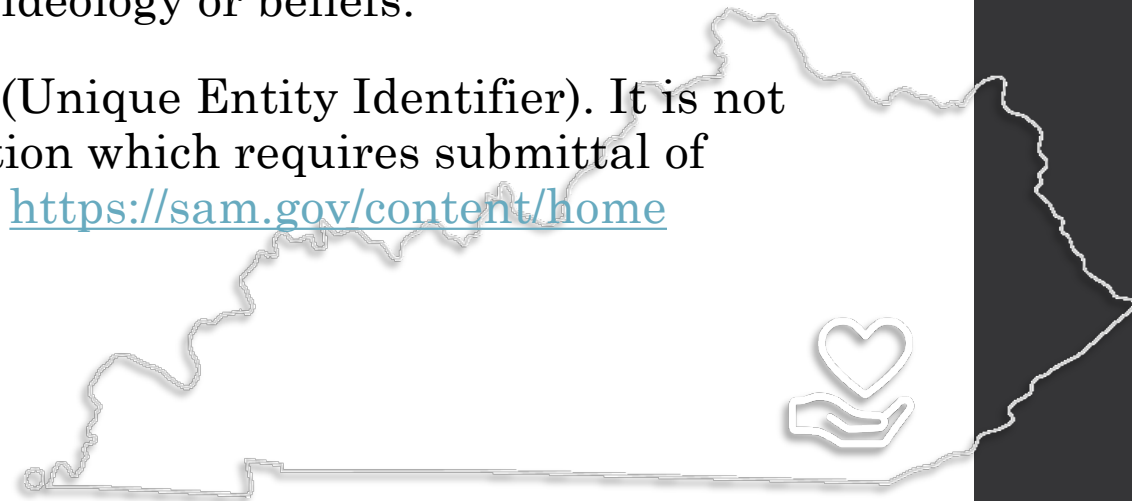 ideology or beliefs.
(Unique Entity Identifier). It is not
tion which requires submittal of
https://sam.gov/content/home